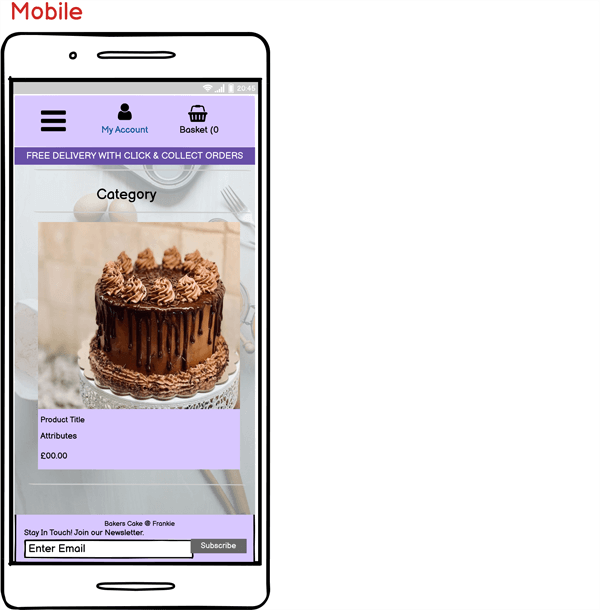 Mobile
20:45
My Account
Basket (0
FREE DELIVERY WITH CLICK & COLLECT ORDERS
Category
Product Title
Attributes
£00.00
Bakers Cake @ Frankie
Stay In Touch! Join our Newsletter.
Enter Email
Subscribe